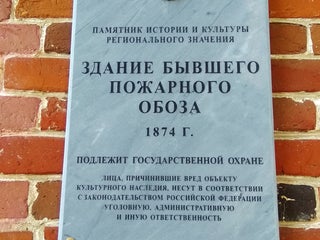 ПАМЯТНИК ИСТОРИИ И КУЛЬТУРЫ
РЕГИОНАЛЬНОГО ЗНАЧЕНИЯ
ЗДАНИЕ БЫВШЕГО
ПОЖАРНОГО
ОБОЗА
1874 Г.
ПОДЛЕЖИТ ГОСУДАРСТВЕННОЙ ОХРАНЕ
ЛИЦА, ПРИЧИНИВШИЕ ВРЕД ОБЪЕКТУ
КУЛЬТУРНОГО НАСЛЕДИЯ, НЕСУТ В СООТВЕТСТВИИ
С ЗАКОНОДАТЕЛЬСТВОМ РОССИЙСКОЙ ФЕДЕРАЦИИ
УГОЛОВНУЮ, АДМИНИСТРАТИВНУЮ
И ИНУЮ ОТВЕТСТВЕННОСТЬ